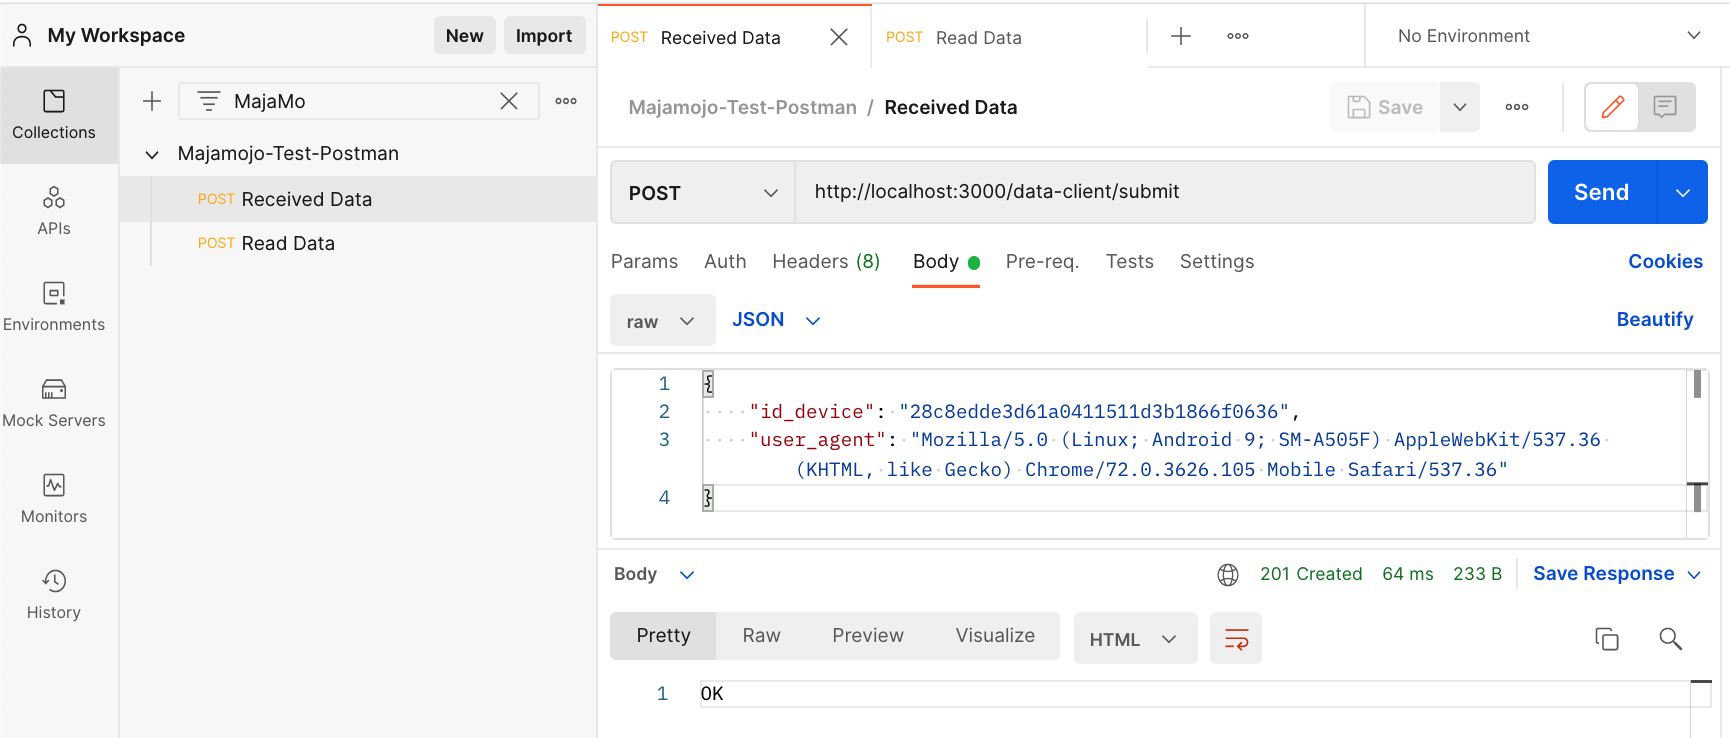 My Workspace
New
Import
POST Received Data
POST Read Data
No Environment
Collections
APIs
Environments
Mock Servers
Monitors
History
MajaMo
Majamojo-Test-Postman
POST Received Data
POST Read Data
Majamojo-Test-Postman / Received Data
Save
POST
http://localhost:3000/data-client/submit
Send
Params Auth Headers (8) Body Pre-req. Tests Settings
Cookies
raw
JSON
Beautify
1 {
2 "id_device": "28c8edde3d61a0411511d3b1866f0636",
3 "user_agent": "Mozilla/5.0 (Linux; Android 9; SM-A505F) AppleWebKit/537.36
(KHTML, like Gecko) Chrome/72.0.3626.105 Mobile Safari/537.36"
4 }
Body
201 Created 64 ms 233 B
Save Response
Pretty Raw Preview Visualize
HTML
1 OK